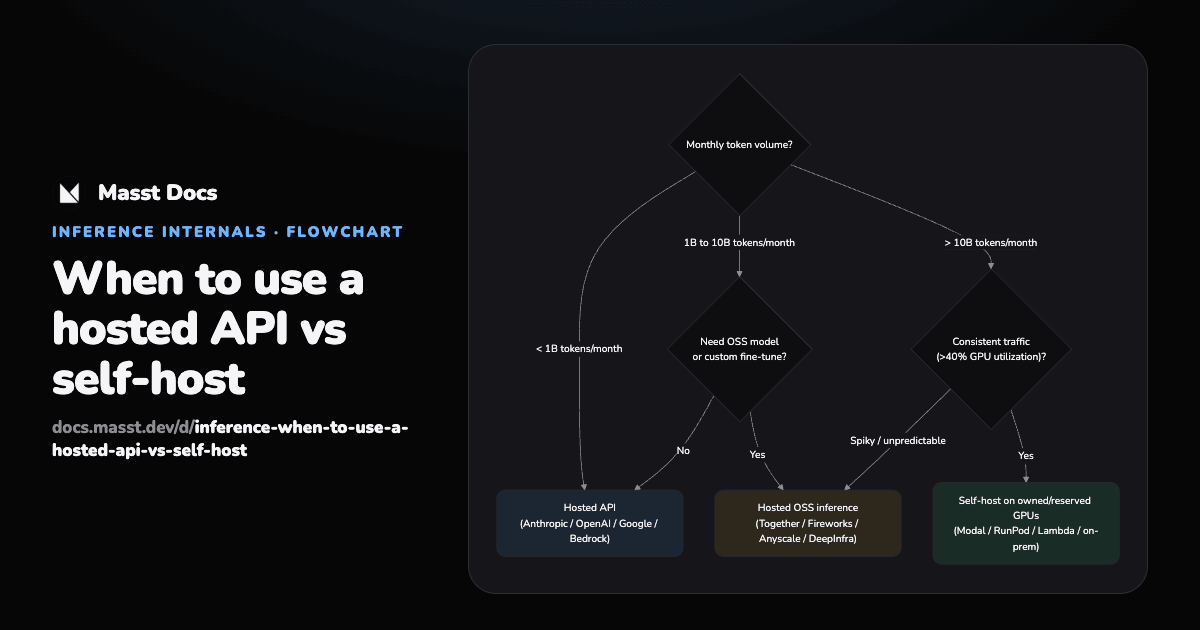 Masst Docs
INFERENCE INTERNALS · FLOWCHART
When to use a
hosted API vs
self-host
docs.masst.dev/d/inference-when-to-use-a-
hosted-api-vs-self-host
Monthly token volume?
1B to 10B tokens/month
> 10B tokens/month
< 1B tokens/month
Need OSS model
or custom fine-tune?
Consistent traffic
(>40% GPU utilization)?
No
Yes
Spiky / unpredictable
Yes
Hosted API
(Anthropic / OpenAI / Google /
Bedrock)
Hosted OSS inference
(Together / Fireworks /
Anyscale / DeepInfra)
Self-host on owned/reserved
GPUs
(Modal / RunPod / Lambda / on-
prem)